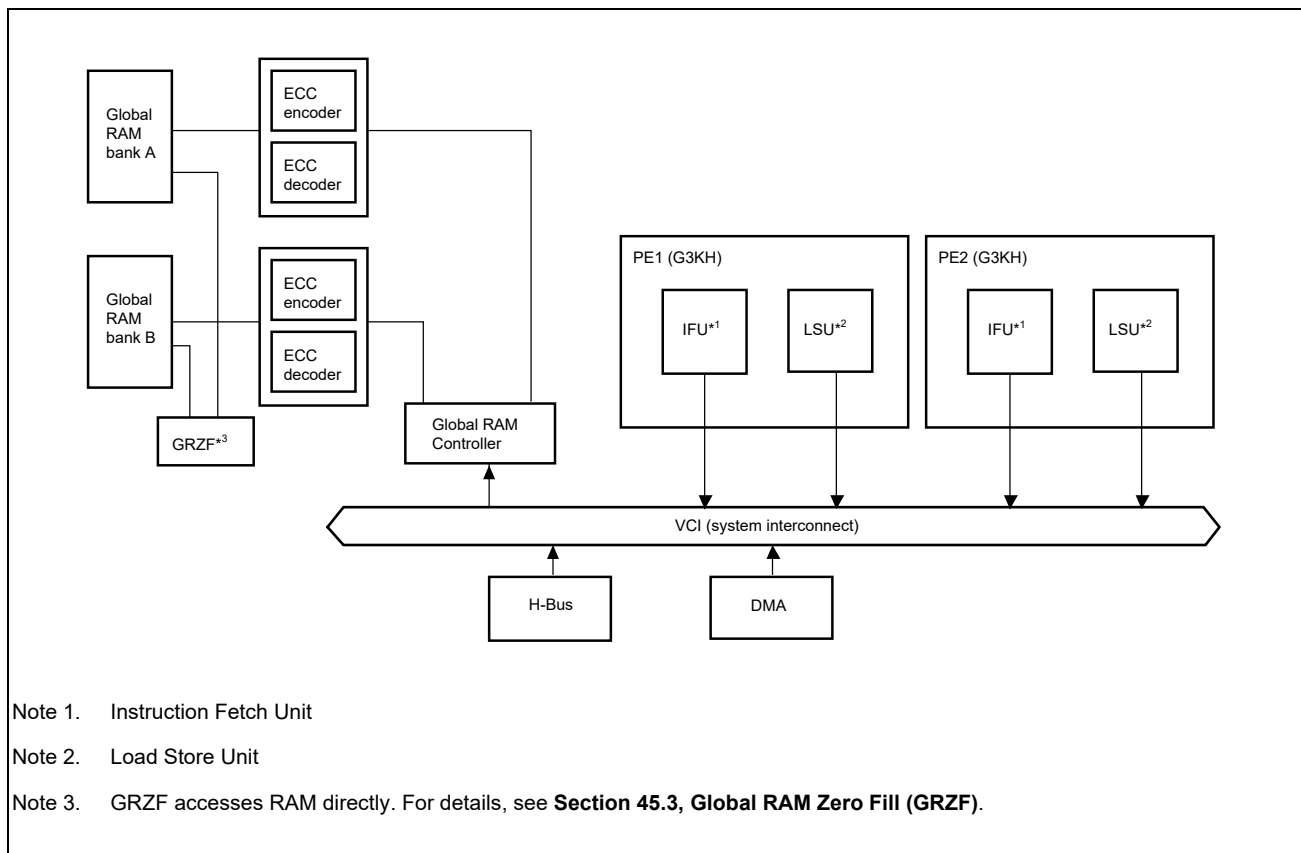 Global
RAM
bank A
ECC
encoder
ECC
decoder
Global
RAM
bank B
ECC
encoder
ECC
decoder
GRZF*3
Global RAM
Controller
PE1 (G3KH)
IFU*1
LSU*2
PE2 (G3KH)
IFU*1
LSU*2
VCI (system interconnect)
H-Bus
DMA
Note 1. Instruction Fetch Unit
Note 2. Load Store Unit
Note 3. GRZF accesses RAM directly. For details, see Section 45.3, Global RAM Zero Fill (GRZF).